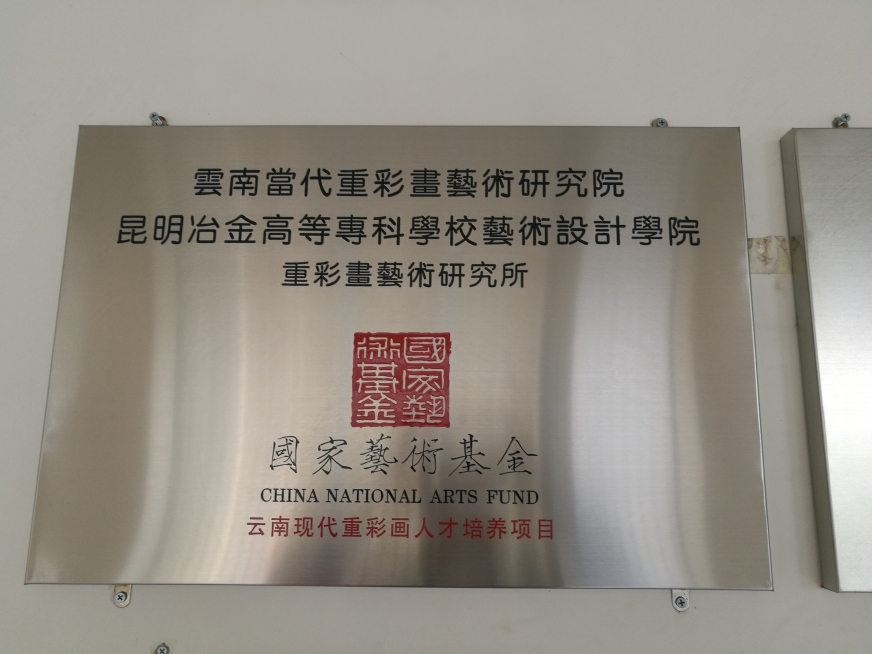 雲南當代重彩畫藝術研究院
昆明冶金高等專科學校藝術設計學院
重彩畫藝術研究所
國家藝術基金
國家藝術基金
CHINA NATIONAL ARTS FUND
云南现代重彩画人才培养项目